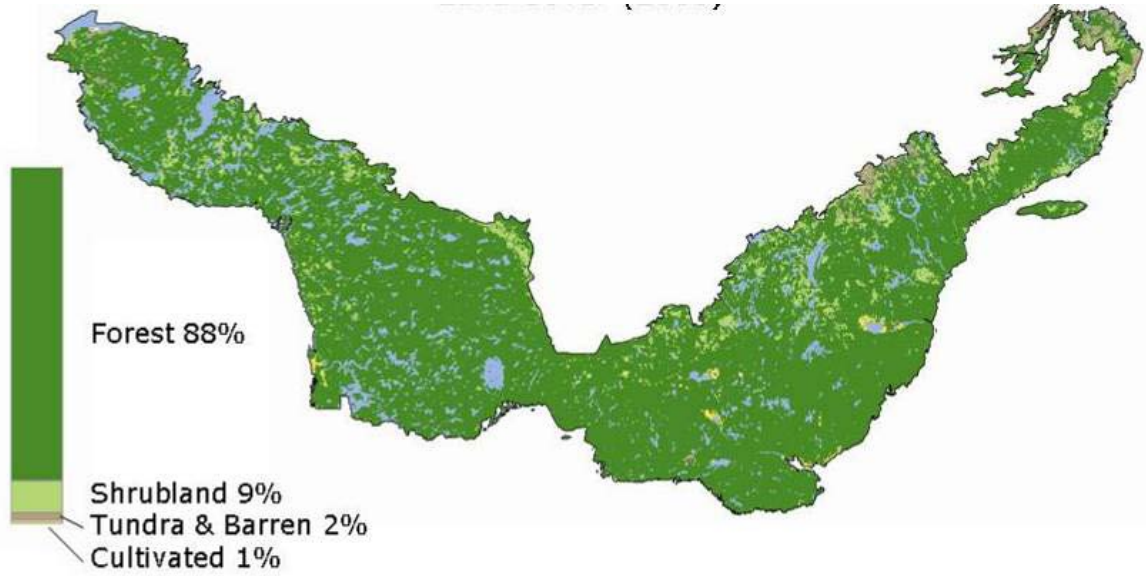 Forest 88%
Shrubland 9%
Tundra & Barren 2%
Cultivated 1%